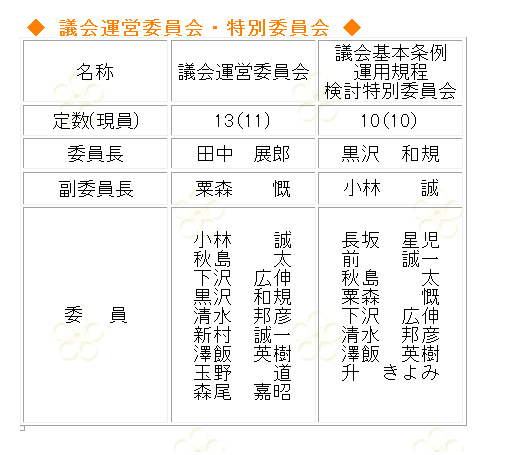 ◆ 議会運営委員会・特別委員会 ◆
名称 議会運営委員会 議会基本条例
運用規程
検討特別委員会
定数(現員) 13(11) 10(10)
委員長 田中 展郎 黒沢 和規
副委員長 粟森 慨 小林 誠
委 員
小林 誠
秋島 太
下沢 広伸
黒沢 和規
清水 邦彦
新村 誠一
澤飯 英樹
玉野 道
森尾 嘉昭
長坂 星児
前 誠一
秋島 太
粟森 慨
下沢 広伸
清水 邦彦
澤飯 英樹
升 きよみ